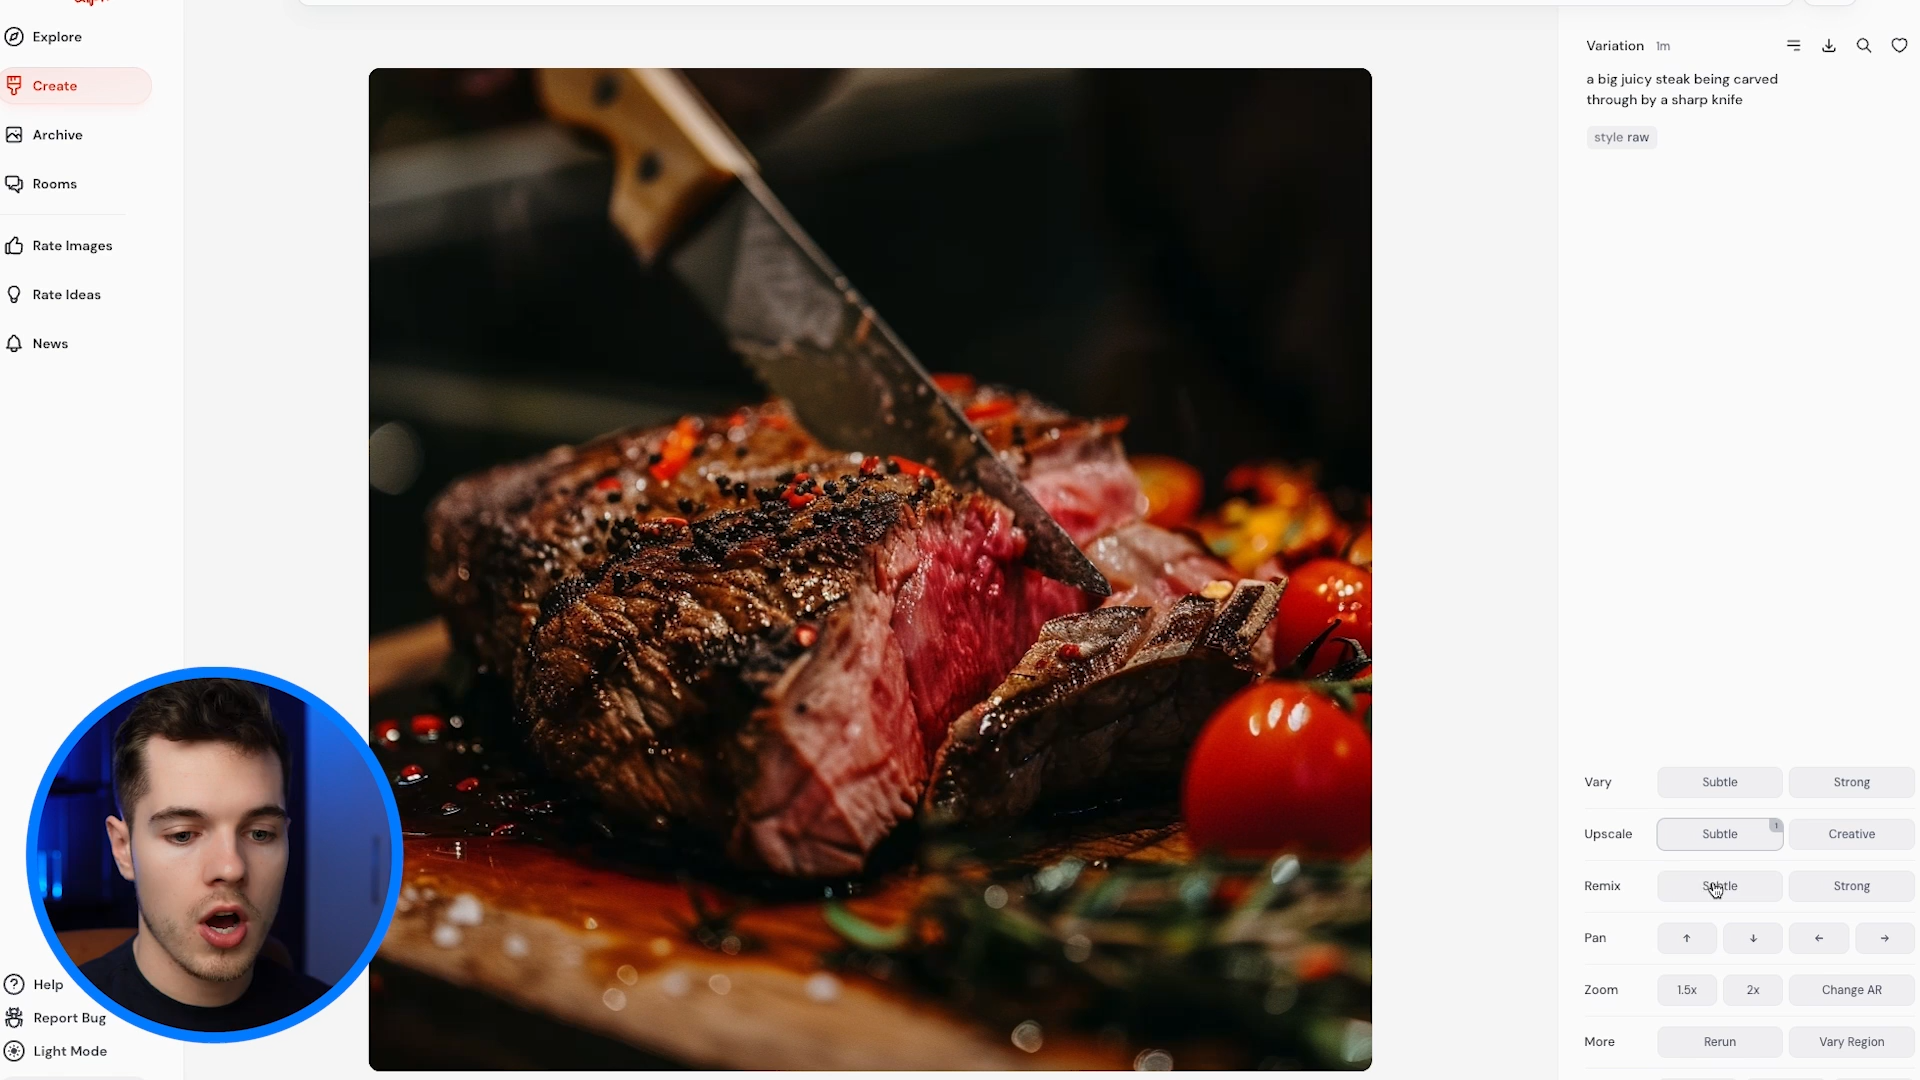 Explore
Create
Archive
Rooms
Rate Images
Rate Ideas
News
Help
Report Bug
Light Mode
Variation 1m
a big juicy steak being carved
through by a sharp knife
style raw
Vary Subtle Strong
Upscale Subtle 1 Creative
Remix Subtle Strong
Pan ↑ ↓ ← →
Zoom 1.5x 2x Change AR
More Rerun Vary Region